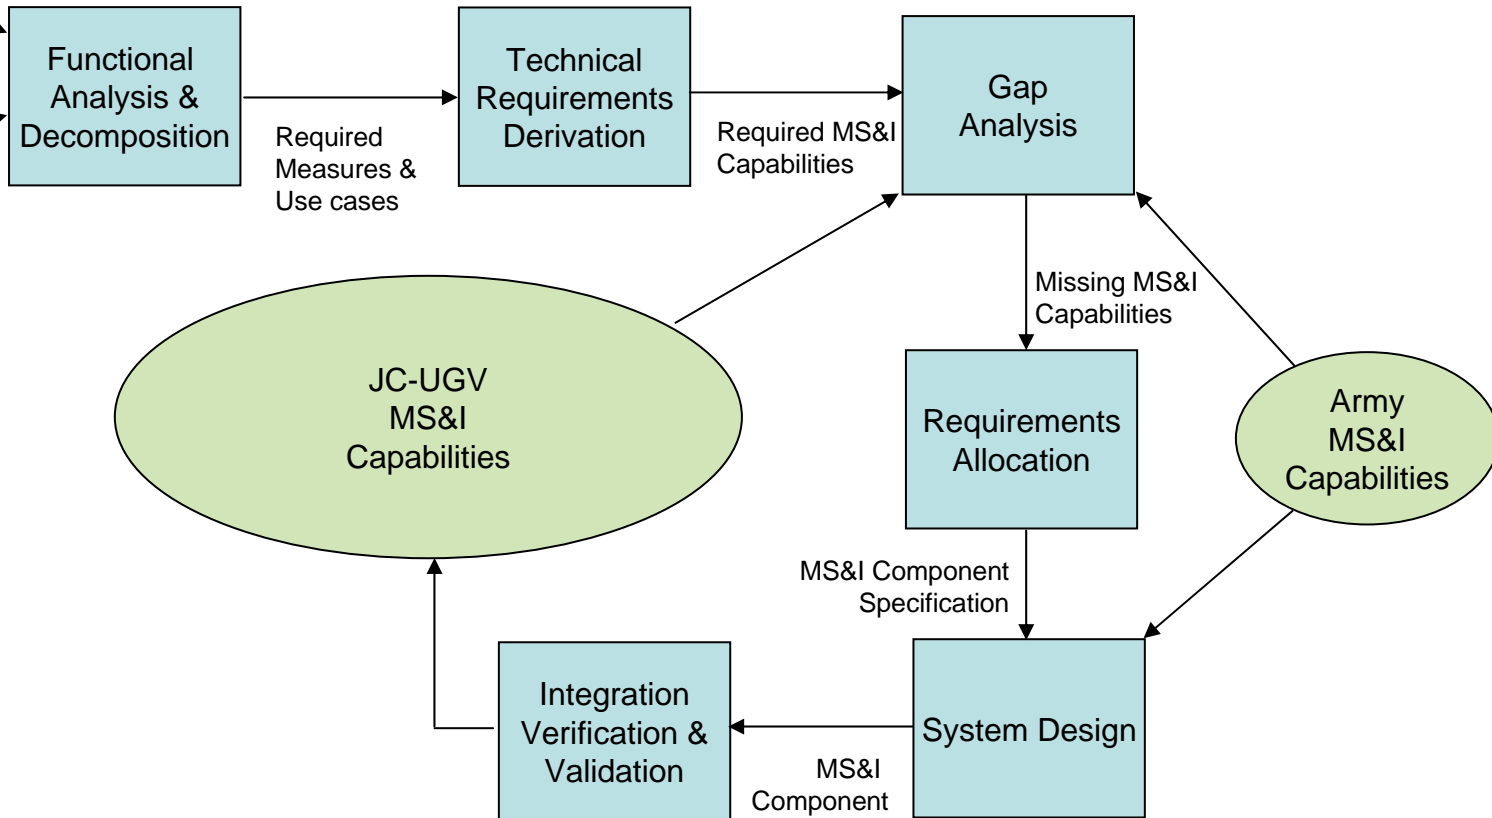 Functional
Analysis &
Decomposition
Required
Measures &
Use cases
Technical
Requirements
Derivation
Required MS&I
Capabilities
Gap
Analysis
Missing MS&I
Capabilities
JC-UGV
MS&I
Capabilities
Requirements
Allocation
Army
MS&I
Capabilities
MS&I Component
Specification
System Design
MS&I
Component
Integration
Verification &
Validation